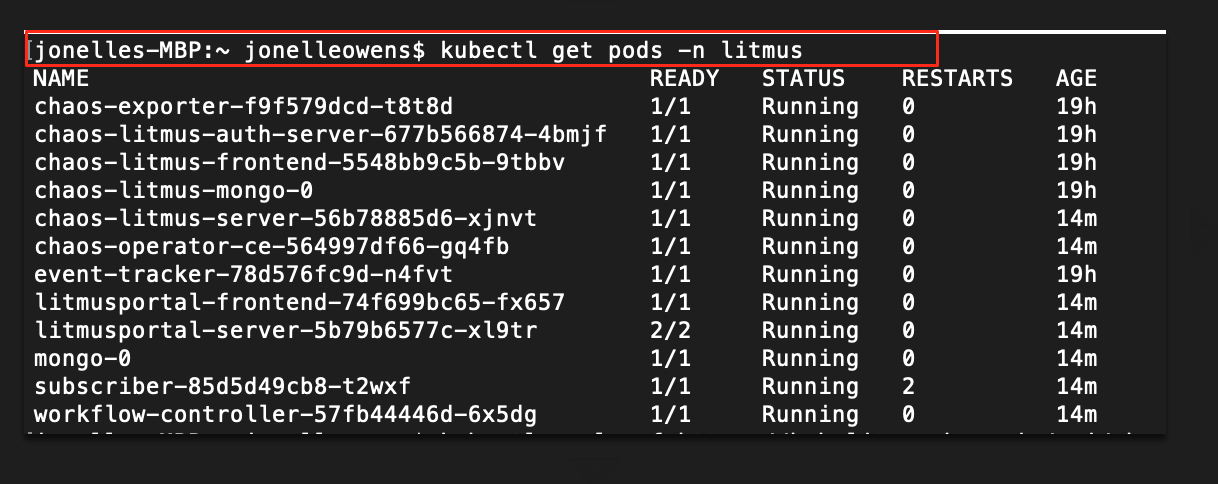 jonelles-MBP:~ jonelleowens$ kubectl get pods -n litmus
NAME READY STATUS RESTARTS AGE
chaos-exporter-f9f579dcd-t8t8d 1/1 Running 0 19h
chaos-litmus-auth-server-677b566874-4bmjf 1/1 Running 0 19h
chaos-litmus-frontend-5548bb9c5b-9tbbv 1/1 Running 0 19h
chaos-litmus-mongo-0 1/1 Running 0 19h
chaos-litmus-server-56b78885d6-xjnvt 1/1 Running 0 14m
chaos-operator-ce-564997df66-gq4fb 1/1 Running 0 14m
event-tracker-78d576fc9d-n4fvt 1/1 Running 0 19h
litmusportal-frontend-74f699bc65-fx657 1/1 Running 0 14m
litmusportal-server-5b79b6577c-xl9tr 2/2 Running 0 14m
mongo-0 1/1 Running 0 14m
subscriber-85d5d49cb8-t2wxf 1/1 Running 2 14m
workflow-controller-57fb44446d-6x5dg 1/1 Running 0 14m